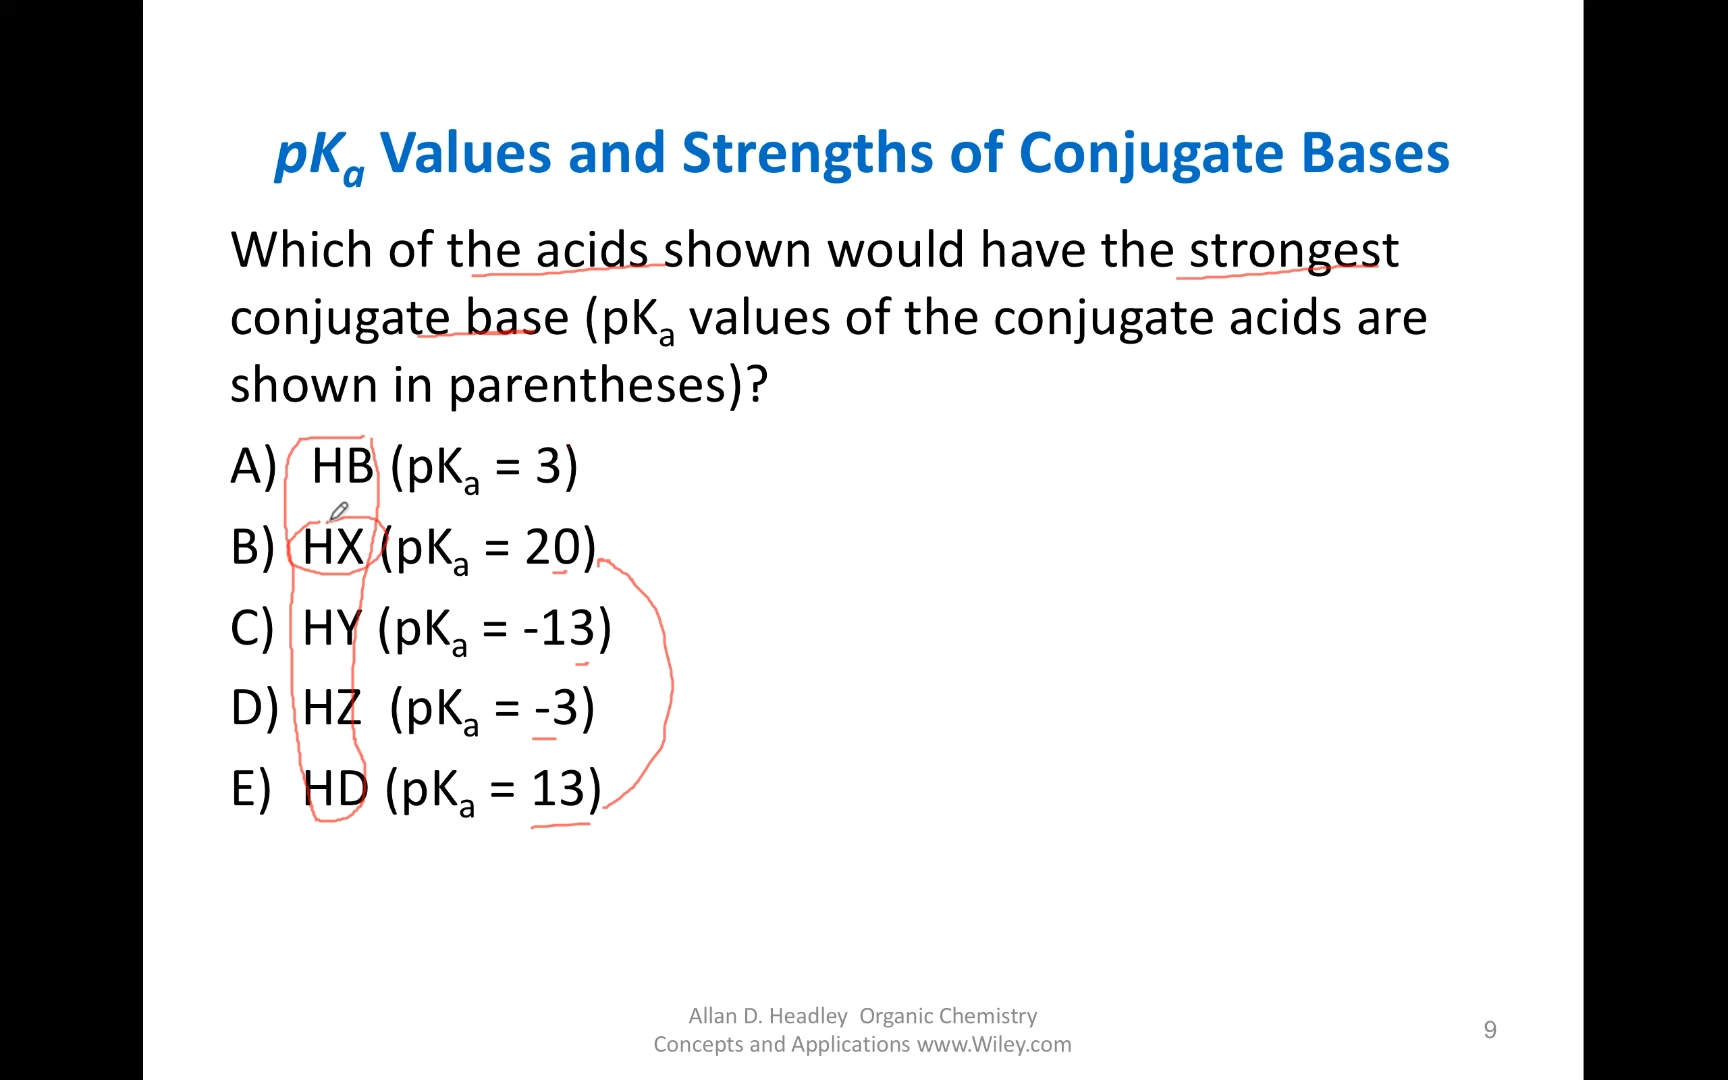 pKa Values and Strengths of Conjugate Bases
Which of the acids shown would have the strongest
conjugate base (pKa values of the conjugate acids are
shown in parentheses)?
A) HB (pKa = 3)
B) HX (pKa = 20)
C) HY (pKa = -13)
D) HZ (pKa = -3)
E) HD (pKa = 13)
Allan D. Headley Organic Chemistry
Concepts and Applications www.Wiley.com
9